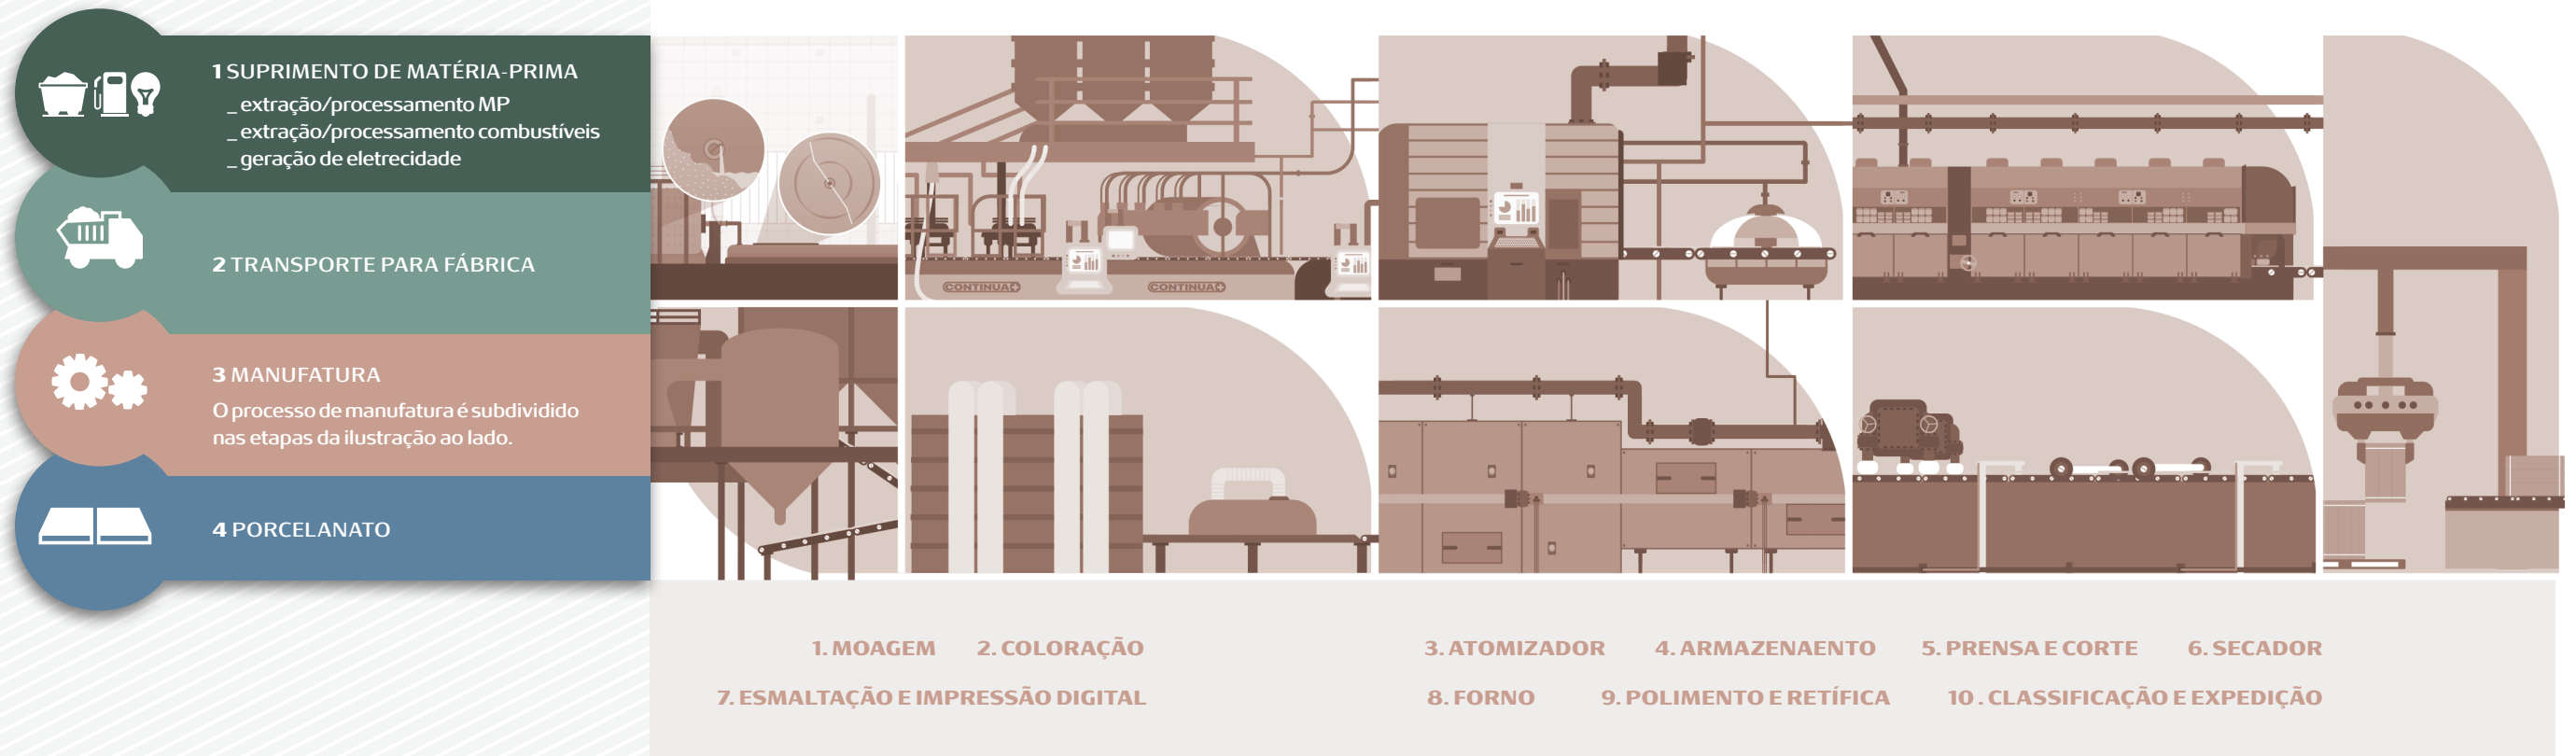 1 SUPRIMENTO DE MATÉRIA-PRIMA
_ extração/processamento MP
_ extração/processamento combustíveis
_ geração de eletrecidade
2 TRANSPORTE PARA FÁBRICA
3 MANUFATURA
O processo de manufatura é subdividido
nas etapas da ilustração ao lado.
4 PORCELANATO
CONTINUA+ CONTINUA+
1. MOAGEM 2. COLORAÇÃO 3. ATOMIZADOR 4. ARMAZENAENTO 5. PRENSA E CORTE 6. SECADOR
7. ESMALTAÇÃO E IMPRESSÃO DIGITAL 8. FORNO 9. POLIMENTO E RETÍFICA 10 . CLASSIFICAÇÃO E EXPEDIÇÃO